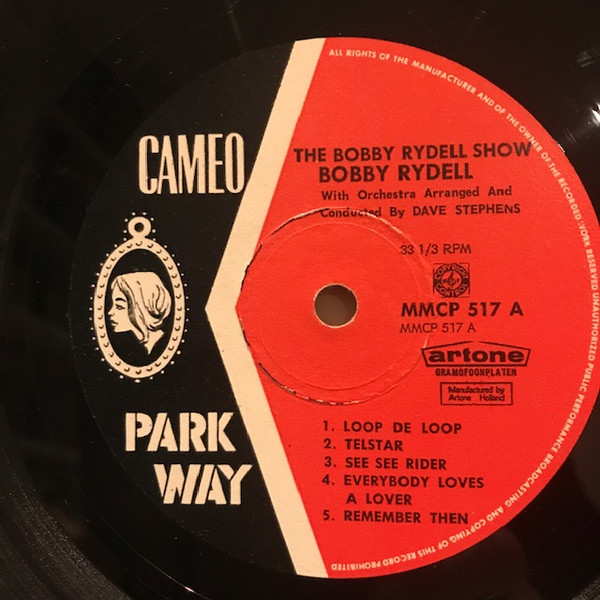 ALL RIGHTS OF THE MANUFACTURER AND OF THE OWNER OF THE RECORDED WORK RESERVED UNAUTHORIZED PUBLIC PERFORMANCE BROADCASTING AND COPYING OF THIS RECORD PROHIBITED
CAMEO
PARK
WAY
THE BOBBY RYDELL SHOW
BOBBY RYDELL
With Orchestra Arranged And
Conducted By DAVE STEPHENS
33 1/3 RPM
COPYRIGHT
CONTROL
MMCP 517 A
MMCP 517 A
artone
GRAMOFOONPLATEN
Manufactured by
Artone Holland
1. LOOP DE LOOP
2. TELSTAR
3. SEE SEE RIDER
4. EVERYBODY LOVES
A LOVER
5. REMEMBER THEN